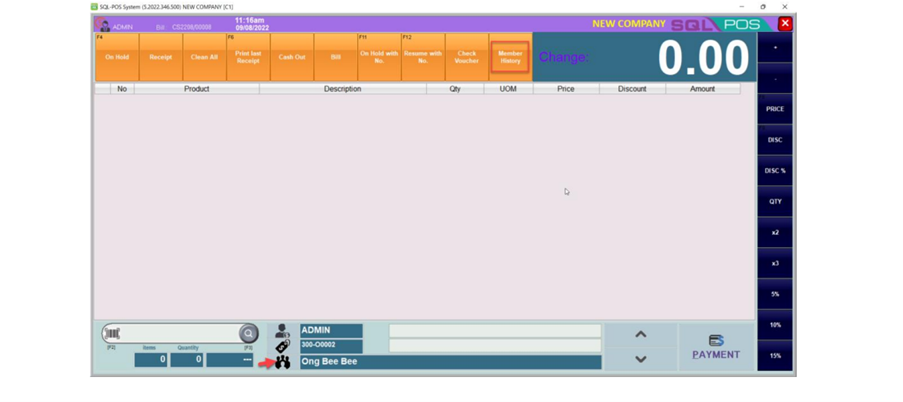 SQL-POS System (5.2022.346.500) NEW COMPANY [C1]
ADMIN
Bill: CS2208/00008
11:16am
09/08/2022
NEW COMPANY
SQL POS
F4
On Hold
Receipt
Clean All
F6
Print last
Receipt
Cash Out
Bill
F11
On Hold with
No.
F12
Resume with
No.
Check
Voucher
Member
History
Change:
0.00
+
-
PRICE
DISC
DISC %
QTY
x2
x3
5%
10%
15%
No
Product
Description
Qty
UOM
Price
Discount
Amount
[F2]
Items
Quantity
[F3]
0
0
---
ADMIN
300-O0002
Ong Bee Bee
PAYMENT